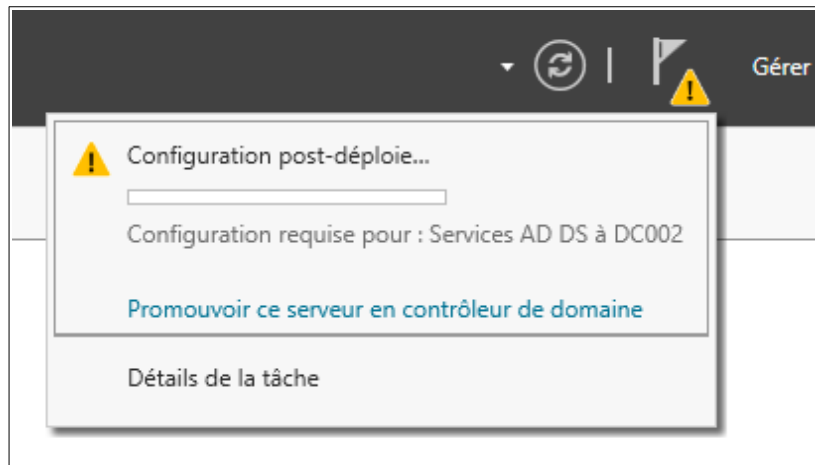 Gérer
Configuration post-déploie...
Configuration requise pour : Services AD DS à DC002
Promouvoir ce serveur en contrôleur de domaine
Détails de la tâche